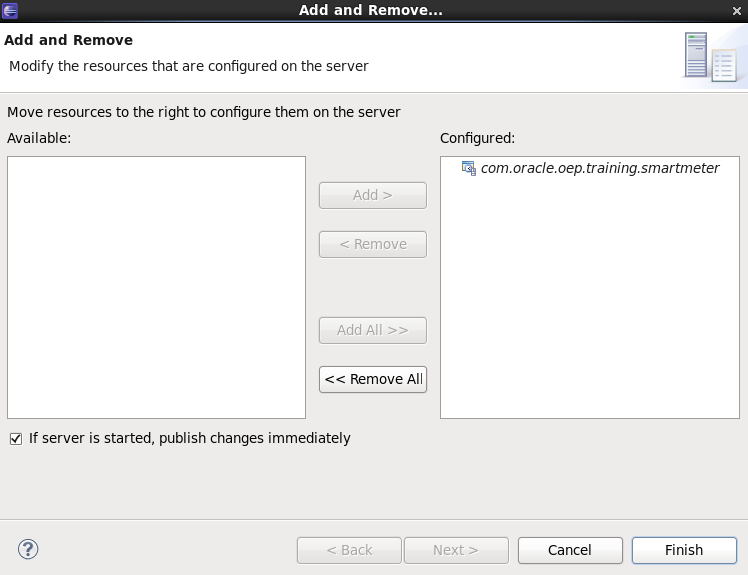 Add and Remove...
Add and Remove
Modify the resources that are configured on the server
Move resources to the right to configure them on the server
Available:
Configured:
com.oracle.oep.training.smartmeter
Add >
< Remove
Add All >>
<< Remove All
If server is started, publish changes immediately
< Back
Next >
Cancel
Finish